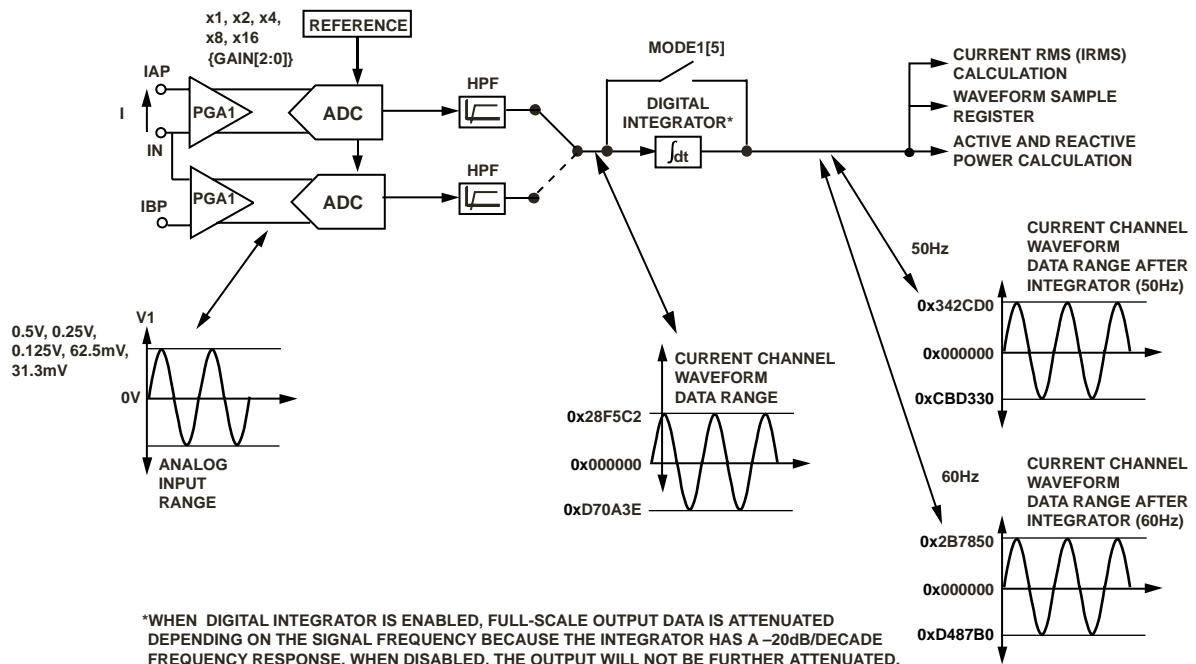 x1, x2, x4,
x8, x16
{GAIN[2:0]}
REFERENCE
IAP
I
IN
PGA1
ADC
HPF
IBP
PGA1
ADC
HPF
MODE1[5]
DIGITAL
INTEGRATOR*
∫dt
CURRENT RMS (IRMS)
CALCULATION
WAVEFORM SAMPLE
REGISTER
ACTIVE AND REACTIVE
POWER CALCULATION
0.5V, 0.25V,
0.125V, 62.5mV,
31.3mV
V1
0V
ANALOG
INPUT
RANGE
CURRENT CHANNEL
WAVEFORM
DATA RANGE
0x28F5C2
0x000000
0xD70A3E
50Hz
CURRENT CHANNEL
WAVEFORM
DATA RANGE AFTER
INTEGRATOR (50Hz)
0x342CD0
0x000000
0xCBD330
60Hz
CURRENT CHANNEL
WAVEFORM
DATA RANGE AFTER
INTEGRATOR (60Hz)
0x2B7850
0x000000
0xD487B0
*WHEN DIGITAL INTEGRATOR IS ENABLED, FULL-SCALE OUTPUT DATA IS ATTENUATED
DEPENDING ON THE SIGNAL FREQUENCY BECAUSE THE INTEGRATOR HAS A –20dB/DECADE
FREQUENCY RESPONSE. WHEN DISABLED, THE OUTPUT WILL NOT BE FURTHER ATTENUATED.